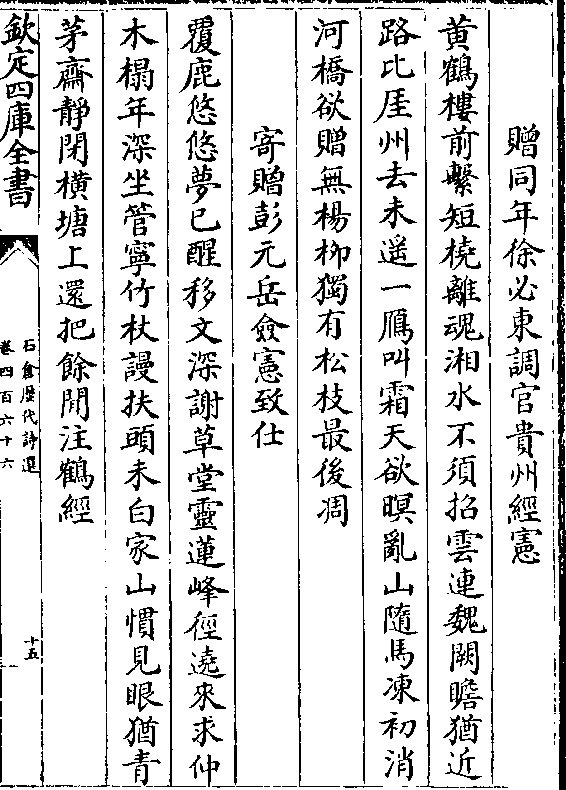 贈同年徐必東調官貴州經憲
黄鶴樓前繫短橈離魂湘水不須招雲連魏闕瞻猶近
路比厓州去未遥一鴈叫霜天欲暝亂山隨馬凍初消
河橋欲贈無楊柳獨有松枝最後凋
寄贈彭元岳僉憲致仕
覆鹿悠悠夢已醒移文深謝草堂靈蓮峰徑遶來求仲
木榻年深坐管寧竹杖謾扶頭未白家山慣見眼猶青
茅齋静閉横塘上還把餘閒注鶴經
欽定四庫全書
石倉歴代詩選
卷四百六十六
十五